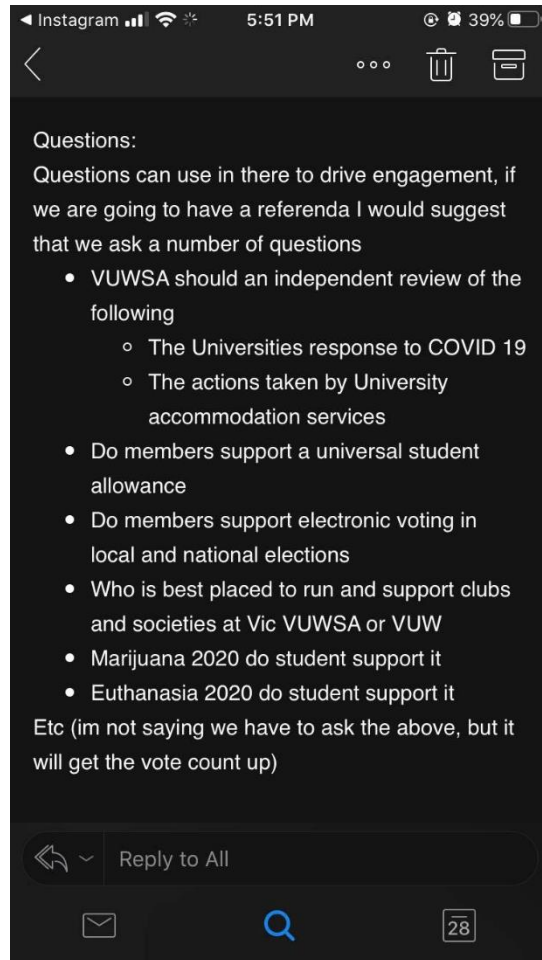 Instagram 5:51 PM 39%
Questions:
Questions can use in there to drive engagement, if
we are going to have a referenda I would suggest
that we ask a number of questions
VUWSA should an independent review of the
following
The Universities response to COVID 19
The actions taken by University
accommodation services
Do members support a universal student
allowance
Do members support electronic voting in
local and national elections
Who is best placed to run and support clubs
and societies at Vic VUWSA or VUW
Marijuana 2020 do student support it
Euthanasia 2020 do student support it
Etc (im not saying we have to ask the above, but it
will get the vote count up)
Reply to All
28